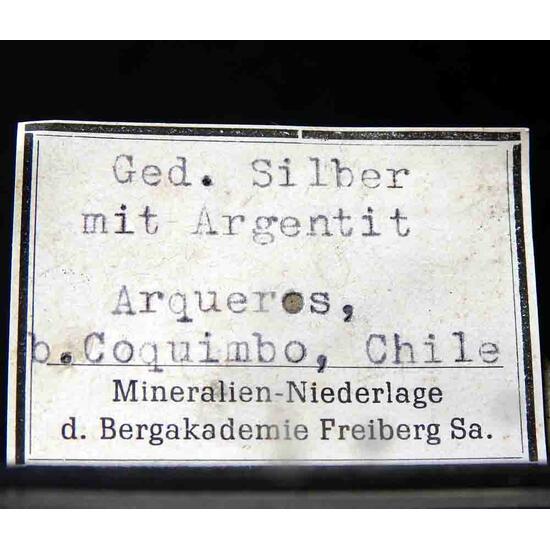 Ged. Silber
mit Argentit
Arqueros,
b.Coquimbo, Chile
Mineralien-Niederlage
d. Bergakademie Freiberg Sa.